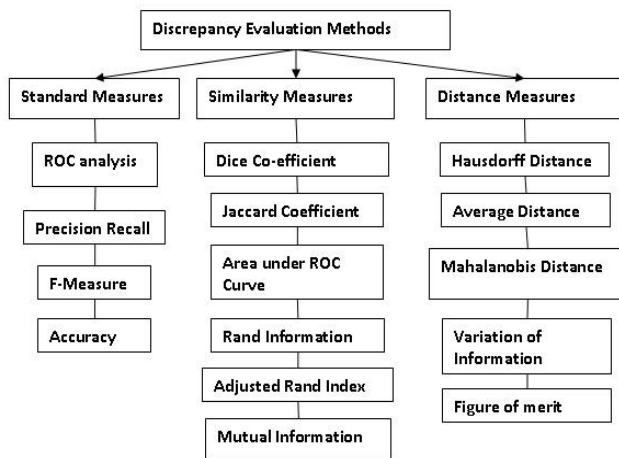 Discrepancy Evaluation Methods
Standard Measures
ROC analysis
Precision Recall
F-Measure
Accuracy
Similarity Measures
Dice Co-efficient
Jaccard Coefficient
Area under ROC
Curve
Rand Information
Adjusted Rand Index
Mutual Information
Distance Measures
Hausdorff Distance
Average Distance
Mahalanobis Distance
Variation of
Information
Figure of merit